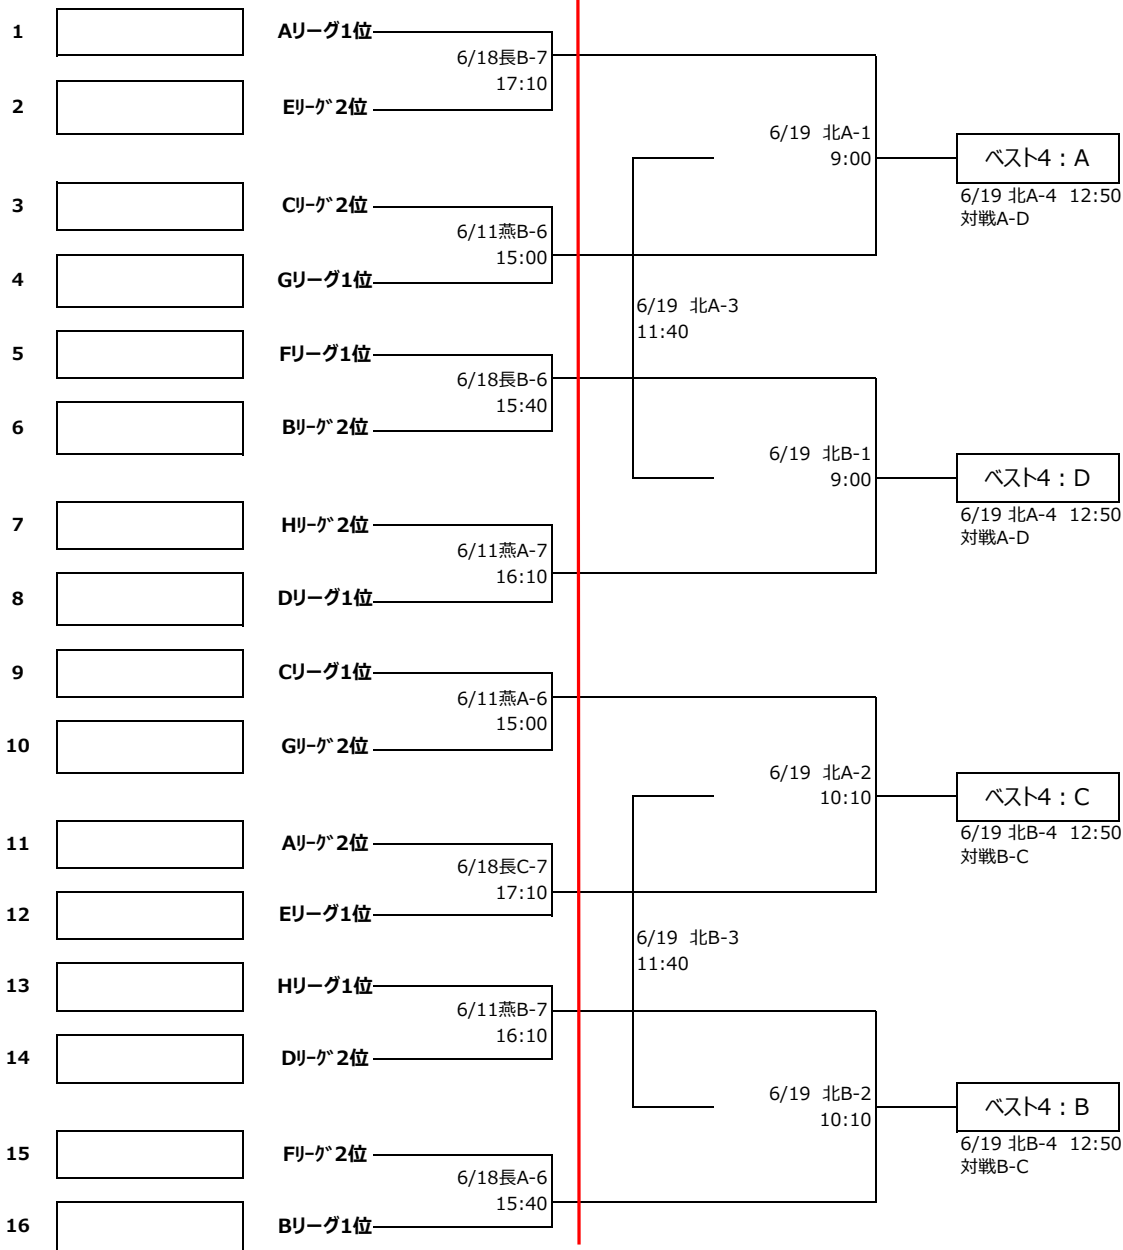 1
Aリーグ1位
6/18長B-7
17:10
2
Eﾘｰｸﾞ2位
6/19 北A-1
9:00
ベスト4：A
6/19 北A-4 12:50
対戦A-D
3
Cﾘｰｸﾞ2位
6/11燕B-6
15:00
4
Gリーグ1位
6/19 北A-3
11:40
5
Fリーグ1位
6/18長B-6
15:40
6
Bﾘｰｸﾞ2位
6/19 北B-1
9:00
ベスト4：D
6/19 北A-4 12:50
対戦A-D
7
Hﾘｰｸﾞ2位
6/11燕A-7
16:10
8
Dリーグ1位
9
Cリーグ1位
6/11燕A-6
15:00
10
Gﾘｰｸﾞ2位
6/19 北A-2
10:10
ベスト4：C
6/19 北B-4 12:50
対戦B-C
11
Aﾘｰｸﾞ2位
6/18長C-7
17:10
12
Eリーグ1位
6/19 北B-3
11:40
13
Hリーグ1位
6/11燕B-7
16:10
14
Dﾘｰｸﾞ2位
6/19 北B-2
10:10
ベスト4：B
6/19 北B-4 12:50
対戦B-C
15
Fﾘｰｸﾞ2位
6/18長A-6
15:40
16
Bリーグ1位